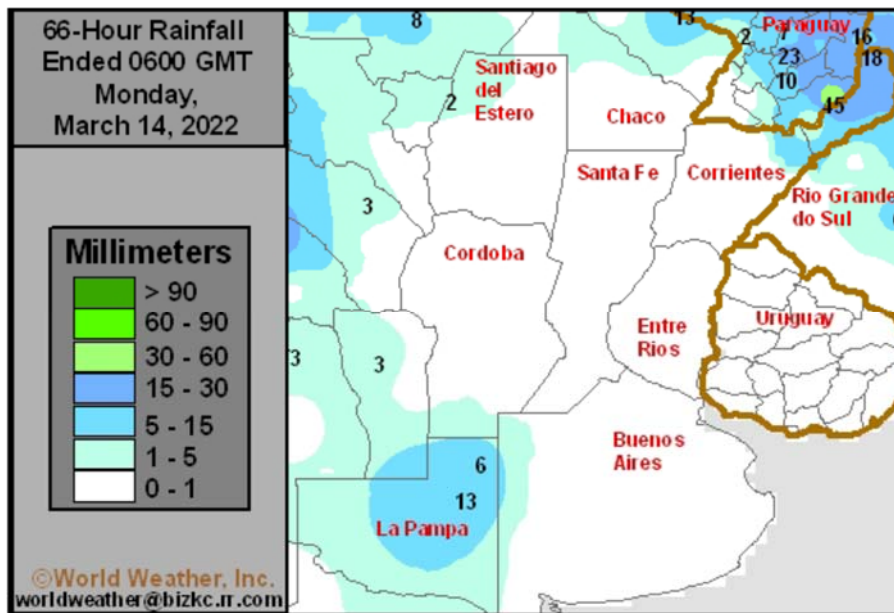 66-Hour Rainfall
Ended 0600 GMT
Monday,
March 14, 2022
Millimeters
> 90
60 - 90
30 - 60
15 - 30
5 - 15
1 - 5
0 - 1
©World Weather, Inc.
worldweather@bizkc.rr.com
8
13
Paraguay
2
16
23
18
10
Santiago
del
Estero
2
45
Chaco
Santa Fe
Corrientes
3
Rio Grande
do Sul
Cordoba
Uruguay
Entre
Rios
3
3
Buenos
Aires
6
13
La Pampa